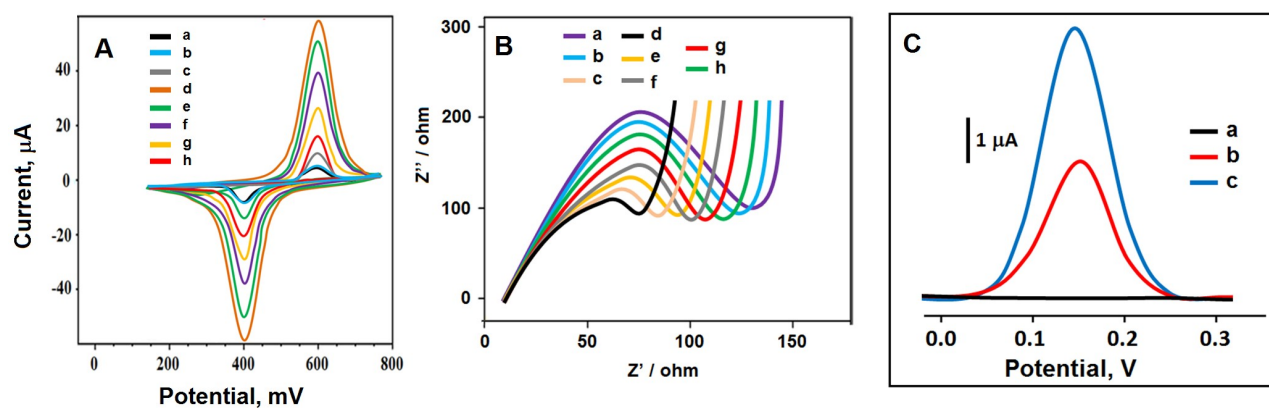 A
a
b
c
d
e
f
g
h
40
20
0
-20
-40
Current, μA
0 200 400 600 800
Potential, mV
B
a
b
c
d
e
f
g
h
300
200
100
0
Z'' / ohm
0 50 100 150
Z' / ohm
C
1 μA
a
b
c
0.0 0.1 0.2 0.3
Potential, V